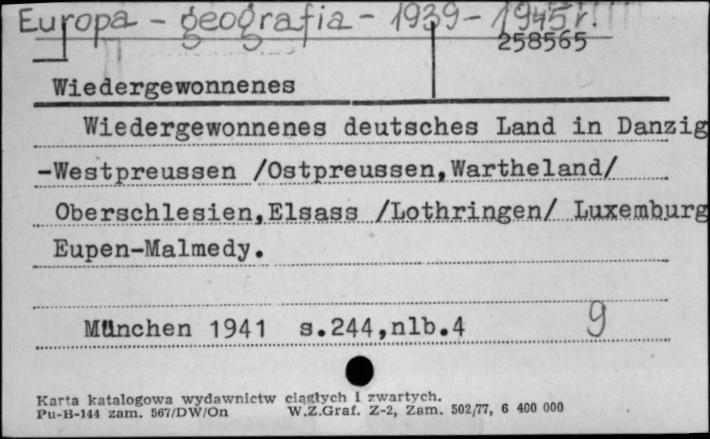 Europa - geografia - 1939 - 1945 r.
258565
Wiedergewonnenes
Wiedergewonnenes deutsches Land in Danzig
-Westpreussen /Ostpreussen,Wartheland/
Oberschlesien,Elsass /Lothringen/ Luxemburg
Eupen-Malmedy.
München 1941 s.244,nlb.4
9
Karta katalogowa wydawnictw ciągłych i zwartych.
Pu-B-144 zam. 567/DW/On W.Z.Graf. Z-2, Zam. 502/77, 6 400 000